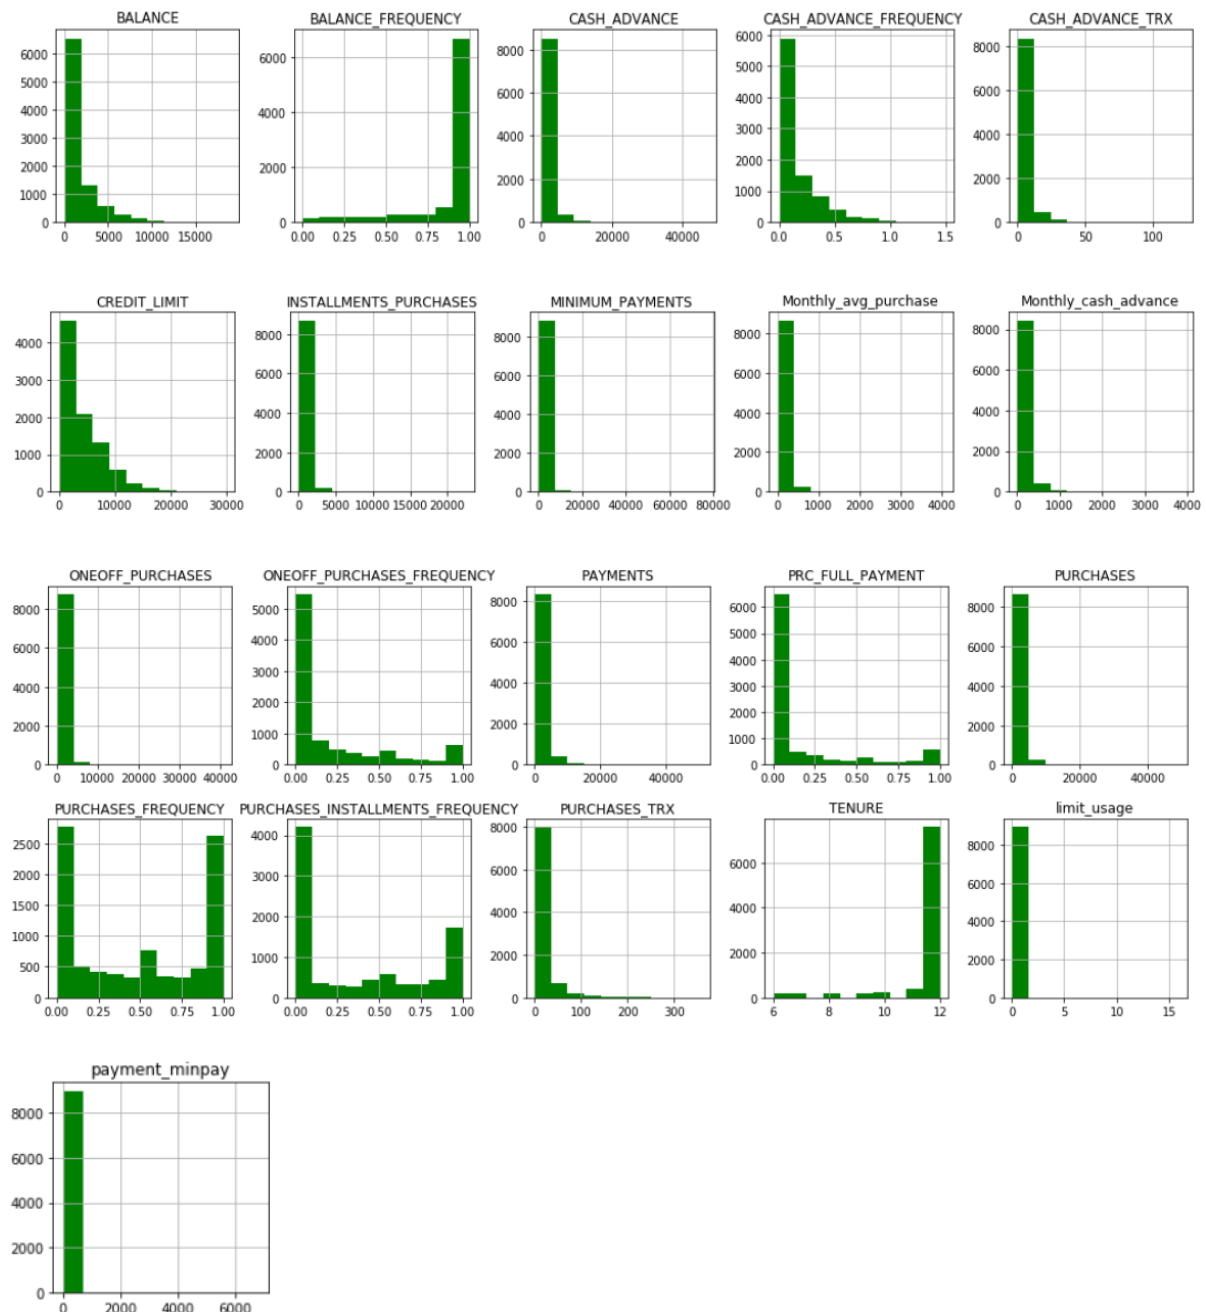 BALANCE BALANCE_FREQUENCY CASH_ADVANCE CASH_ADVANCE_FREQUENCY CASH_ADVANCE_TRX
6000 5000 4000 3000 2000 1000 0
0 5000 10000 15000
6000 4000 2000 0
0.00 0.25 0.50 0.75 1.00
8000 6000 4000 2000 0
0 20000 40000
6000 5000 4000 3000 2000 1000 0
0.0 0.5 1.0 1.5
8000 6000 4000 2000 0
0 50 100
CREDIT_LIMIT INSTALLMENTS_PURCHASES MINIMUM_PAYMENTS Monthly_avg_purchase Monthly_cash_advance
4000 3000 2000 1000 0
0 10000 20000 30000
8000 6000 4000 2000 0
0 5000 10000 15000 20000
8000 6000 4000 2000 0
0 20000 40000 60000 80000
8000 6000 4000 2000 0
0 1000 2000 3000 4000
8000 6000 4000 2000 0
0 1000 2000 3000 4000
ONEOFF_PURCHASES ONEOFF_PURCHASES_FREQUENCY PAYMENTS PRC_FULL_PAYMENT PURCHASES
8000 6000 4000 2000 0
0 10000 20000 30000 40000
5000 4000 3000 2000 1000 0
0.00 0.25 0.50 0.75 1.00
8000 6000 4000 2000 0
0 20000 40000
6000 5000 4000 3000 2000 1000 0
0.00 0.25 0.50 0.75 1.00
8000 6000 4000 2000 0
0 20000 40000
PURCHASES_FREQUENCY PURCHASES_INSTALLMENTS_FREQUENCY PURCHASES_TRX TENURE limit_usage
2500 2000 1500 1000 500 0
0.00 0.25 0.50 0.75 1.00
4000 3000 2000 1000 0
0.00 0.25 0.50 0.75 1.00
8000 6000 4000 2000 0
0 100 200 300
6000 4000 2000 0
6 8 10 12
8000 6000 4000 2000 0
0 5 10 15
payment_minpay
8000 6000 4000 2000 0
0 2000 4000 6000